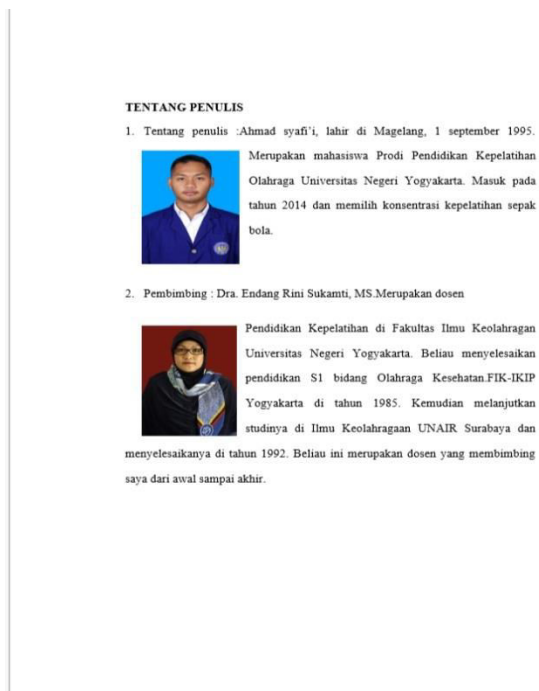 TENTANG PENULIS
1. Tentang penulis :Ahmad syafi'i, lahir di Magelang, 1 september 1995.
Merupakan mahasiswa Prodi Pendidikan Kepelatihan
Olahraga Universitas Negeri Yogyakarta. Masuk pada
tahun 2014 dan memilih konsentrasi kepelatihan sepak
bola.
2. Pembimbing : Dra. Endang Rini Sukamti, MS.Merupakan dosen
Pendidikan Kepelatihan di Fakultas Ilmu Keolahragan
Universitas Negeri Yogyakarta. Beliau menyelesaikan
pendidikan S1 bidang Olahraga Kesehatan.FIK-IKIP
Yogyakarta di tahun 1985. Kemudian melanjutkan
studinya di Ilmu Keolahragaan UNAIR Surabaya dan
menyelesaikanya di tahun 1992. Beliau ini merupakan dosen yang membimbing
saya dari awal sampai akhir.